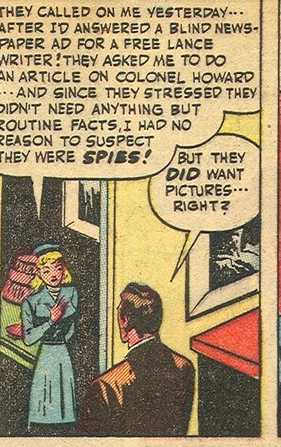 THEY CALLED ON ME YESTERDAY---
AFTER I'D ANSWERED A BLIND NEWS-
PAPER AD FOR A FREE LANCE
WRITER! THEY ASKED ME TO DO
AN ARTICLE ON COLONEL HOWARD
---AND SINCE THEY STRESSED THEY
DIDN'T NEED ANYTHING BUT
ROUTINE FACTS, I HAD NO
REASON TO SUSPECT
THEY WERE SPIES!
BUT THEY
DID WANT
PICTURES---
RIGHT?